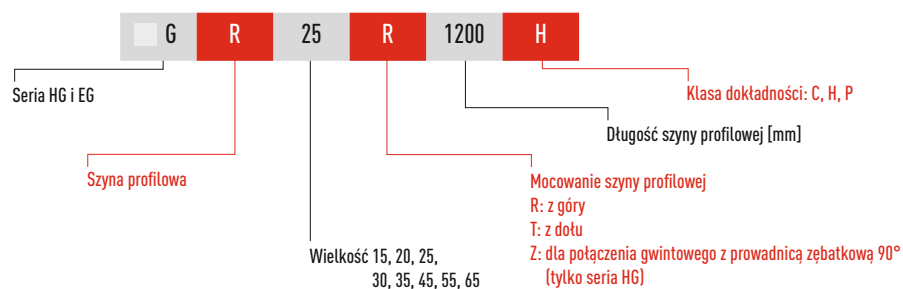 G R 25 R 1200 H
Seria HG i EG
Klasa dokładności: C, H, P
Długość szyny profilowej [mm]
Szyna profilowa
Mocowanie szyny profilowej
R: z góry
T: z dołu
Z: dla połączenia gwintowego z prowadnicą zębatkową 90°
(tylko seria HG)
Wielkość 15, 20, 25,
30, 35, 45, 55, 65